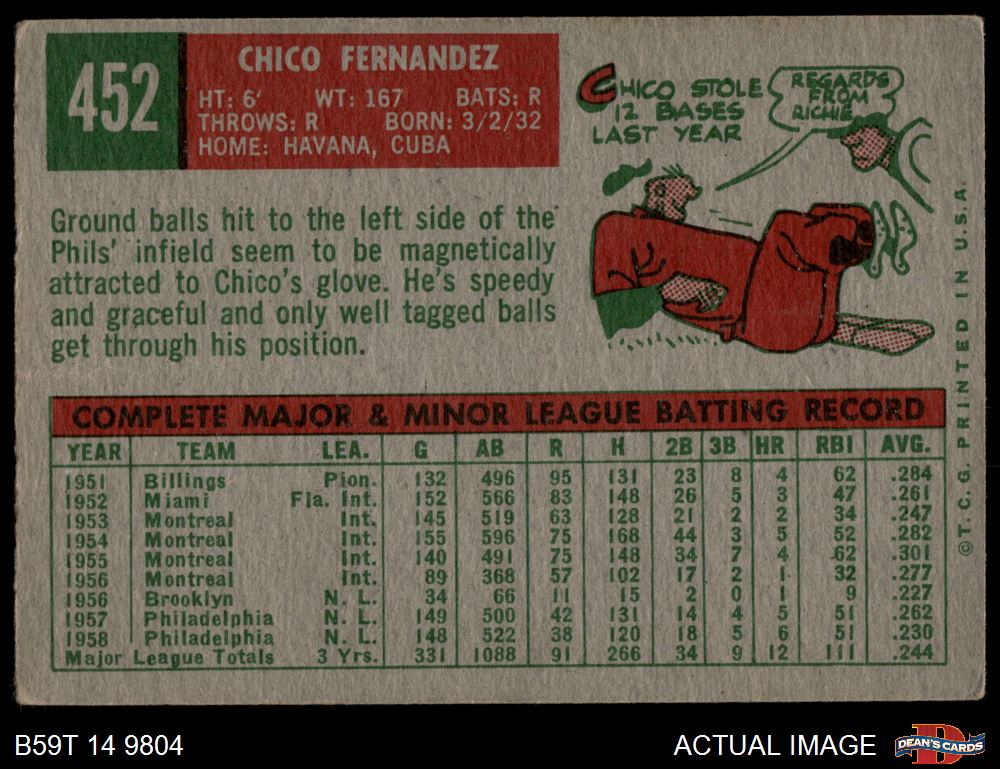 452
CHICO FERNANDEZ
HT: 6' WT: 167 BATS: R
THROWS: R BORN: 3/2/32
HOME: HAVANA, CUBA
CHICO STOLE
12 BASES
LAST YEAR
REGARDS
FROM
RICHIE
Ground balls hit to the left side of the
Phils' infield seem to be magnetically
attracted to Chico's glove. He's speedy
and graceful and only well tagged balls
get through his position.
COMPLETE MAJOR & MINOR LEAGUE BATTING RECORD
YEAR TEAM LEA. G AB R H 2B 3B HR RBI AVG.
1951 Billings Pion. 132 496 95 131 23 8 4 62 .284
1952 Miami Fla. Int. 152 566 83 148 26 5 3 47 .261
1953 Montreal Int. 145 519 63 128 21 2 2 34 .247
1954 Montreal Int. 155 596 75 168 44 3 5 52 .282
1955 Montreal Int. 140 491 75 148 34 7 4 62 .301
1956 Montreal Int. 89 368 57 102 17 2 1 32 .277
1956 Brooklyn N. L. 34 66 11 15 2 0 1 9 .227
1957 Philadelphia N. L. 149 500 42 131 14 4 5 51 .262
1958 Philadelphia N. L. 148 522 38 120 18 5 6 51 .230
Major League Totals 3 Yrs. 331 1088 91 266 34 9 12 111 .244
©T. C. G. PRINTED IN U.S.A.
B59T 14 9804
ACTUAL IMAGE
DEAN'S CARDS